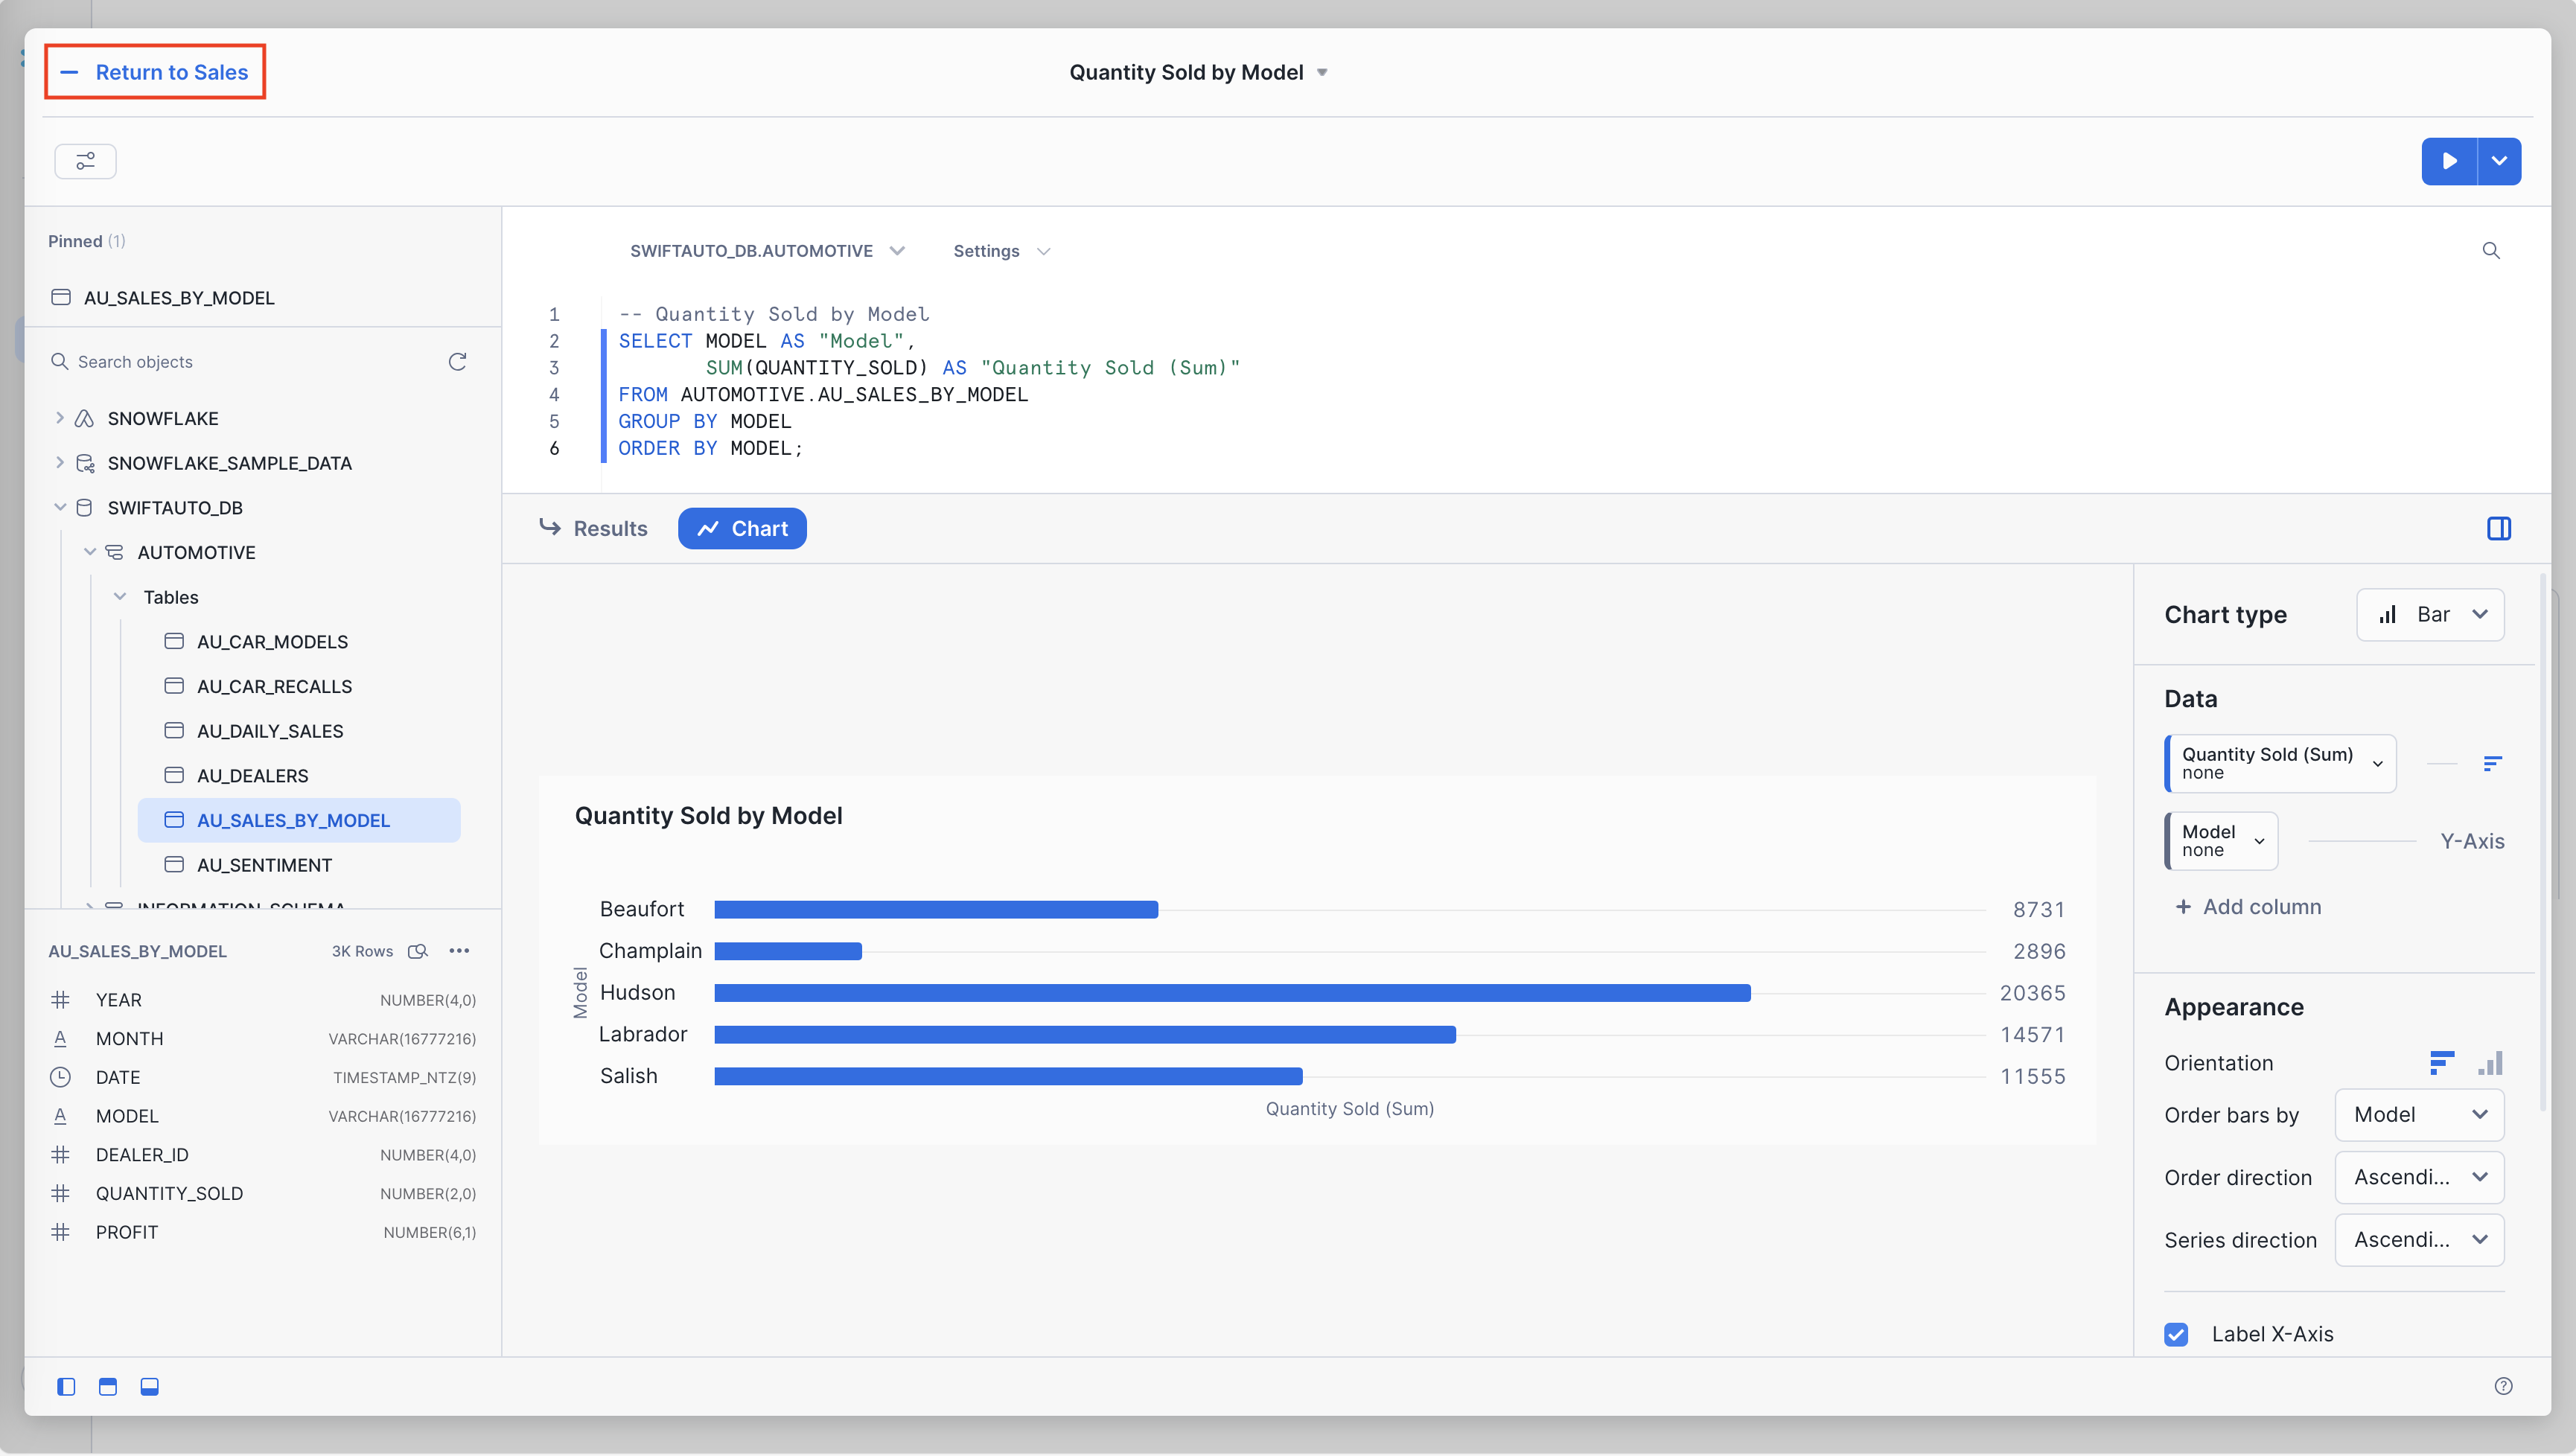 Return to Sales
Quantity Sold by Model
Pinned (1)
AU_SALES_BY_MODEL
Search objects
SNOWFLAKE
SNOWFLAKE_SAMPLE_DATA
SWIFTAUTO_DB
AUTOMOTIVE
Tables
AU_CAR_MODELS
AU_CAR_RECALLS
AU_DAILY_SALES
AU_DEALERS
AU_SALES_BY_MODEL
AU_SENTIMENT
INFORMATION_SCHEMA
AU_SALES_BY_MODEL 3K Rows
YEAR NUMBER(4,0)
MONTH VARCHAR(16777216)
DATE TIMESTAMP_NTZ(9)
MODEL VARCHAR(16777216)
DEALER_ID NUMBER(4,0)
QUANTITY_SOLD NUMBER(2,0)
PROFIT NUMBER(6,1)
SWIFTAUTO_DB.AUTOMOTIVE Settings
1 -- Quantity Sold by Model
2 SELECT MODEL AS "Model",
3 SUM(QUANTITY_SOLD) AS "Quantity Sold (Sum)"
4 FROM AUTOMOTIVE.AU_SALES_BY_MODEL
5 GROUP BY MODEL
6 ORDER BY MODEL;
Results Chart
Quantity Sold by Model
Model
Beaufort 8731
Champlain 2896
Hudson 20365
Labrador 14571
Salish 11555
Quantity Sold (Sum)
Chart type Bar
Data
Quantity Sold (Sum)
none
Model
none
Y-Axis
+ Add column
Appearance
Orientation
Order bars by Model
Order direction Ascendi...
Series direction Ascendi...
Label X-Axis